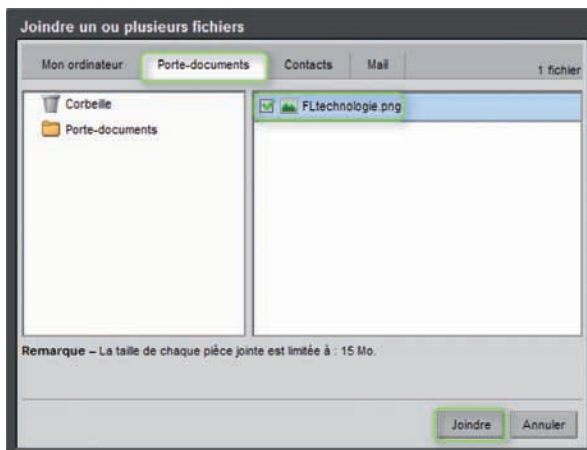 Joindre un ou plusieurs fichiers
Mon ordinateur Porte-documents Contacts Mail 1 fichier
Corbeille
Porte-documents
FLtechnologie.png
Remarque – La taille de chaque pièce jointe est limitée à : 15 Mo.
Joindre Annuler